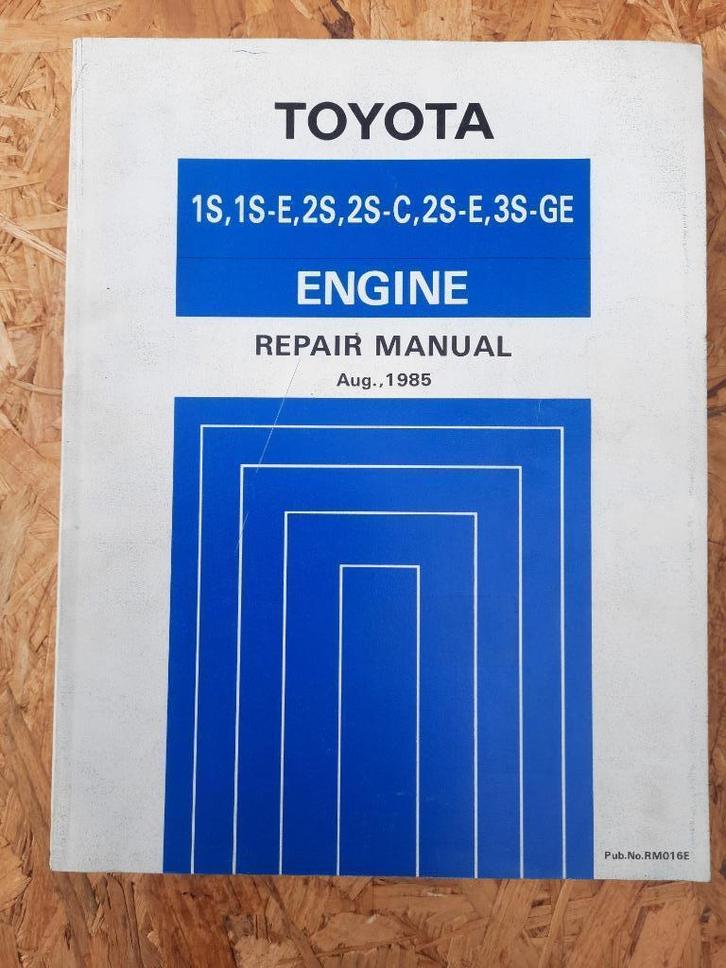 TOYOTA
1S,1S-E,2S,2S-C,2S-E,3S-GE
ENGINE
REPAIR MANUAL
Aug.,1985
Pub.No.RM016E